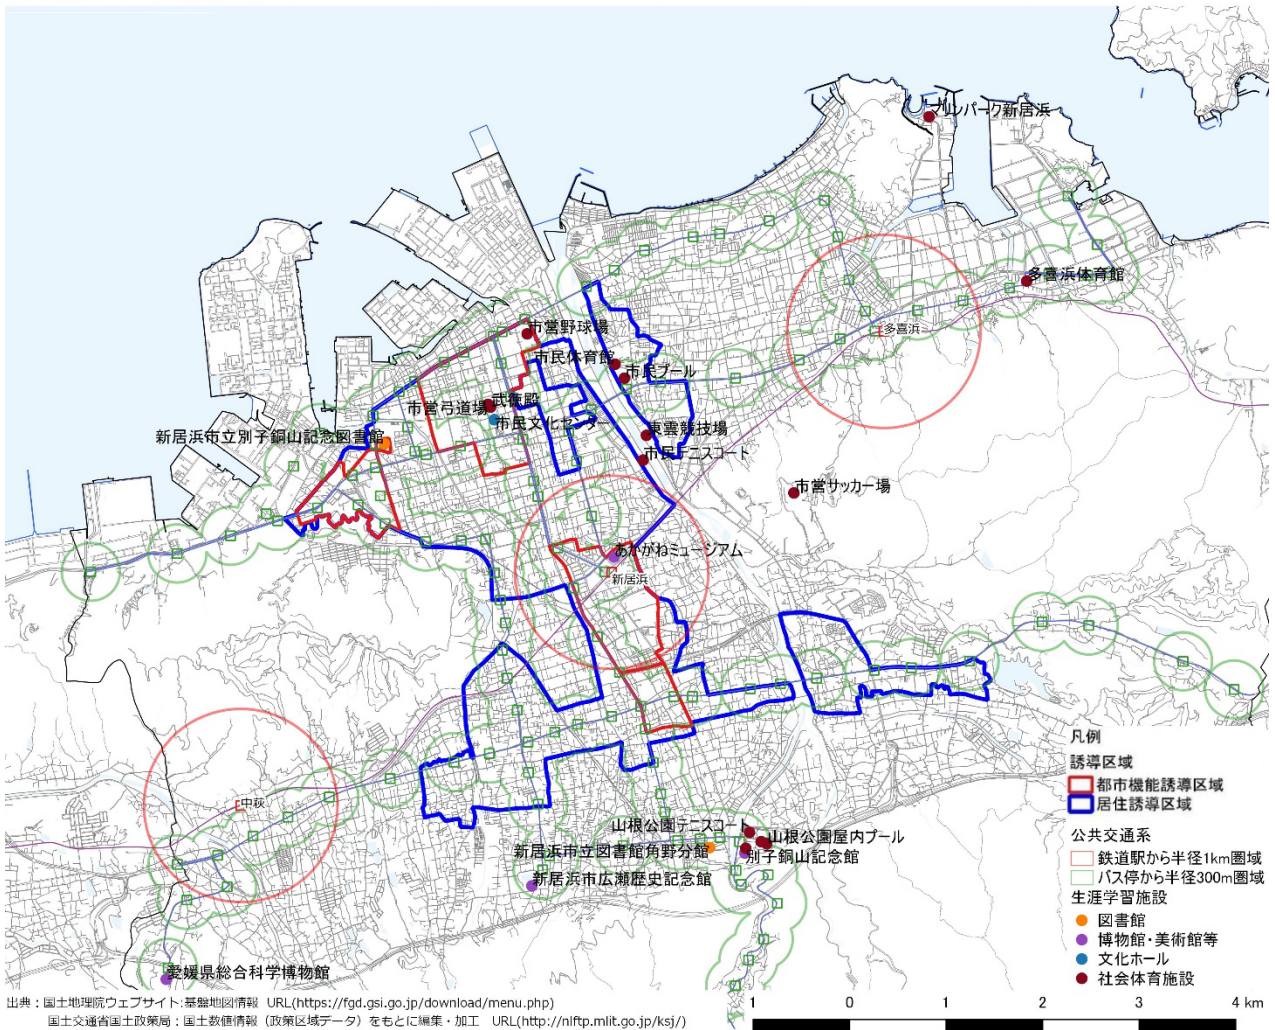 マリンパーク新居浜
多喜浜体育館
多喜浜
市営野球場
市民体育館
市民プール
武徳殿
市営弓道場
市民文化センター
新居浜市立別子銅山記念図書館
東雲競技場
市民テニスコート
市営サッカー場
あかがねミュージアム
新居浜
中萩
山根公園テニスコート
山根公園屋内プール
新居浜市立図書館角野分館
別子銅山記念館
新居浜市広瀬歴史記念館
愛媛県総合科学博物館
凡例
誘導区域
都市機能誘導区域
居住誘導区域
公共交通系
鉄道駅から半径1km圏域
バス停から半径300m圏域
生涯学習施設
図書館
博物館・美術館等
文化ホール
社会体育施設
1 0 1 2 3 4 km
出典：国土地理院ウェブサイト:基盤地図情報 URL(https://fgd.gsi.go.jp/download/menu.php)
国土交通省国土政策局：国土数値情報（政策区域データ）をもとに編集・加工 URL(http://nlftp.mlit.go.jp/ksj/)